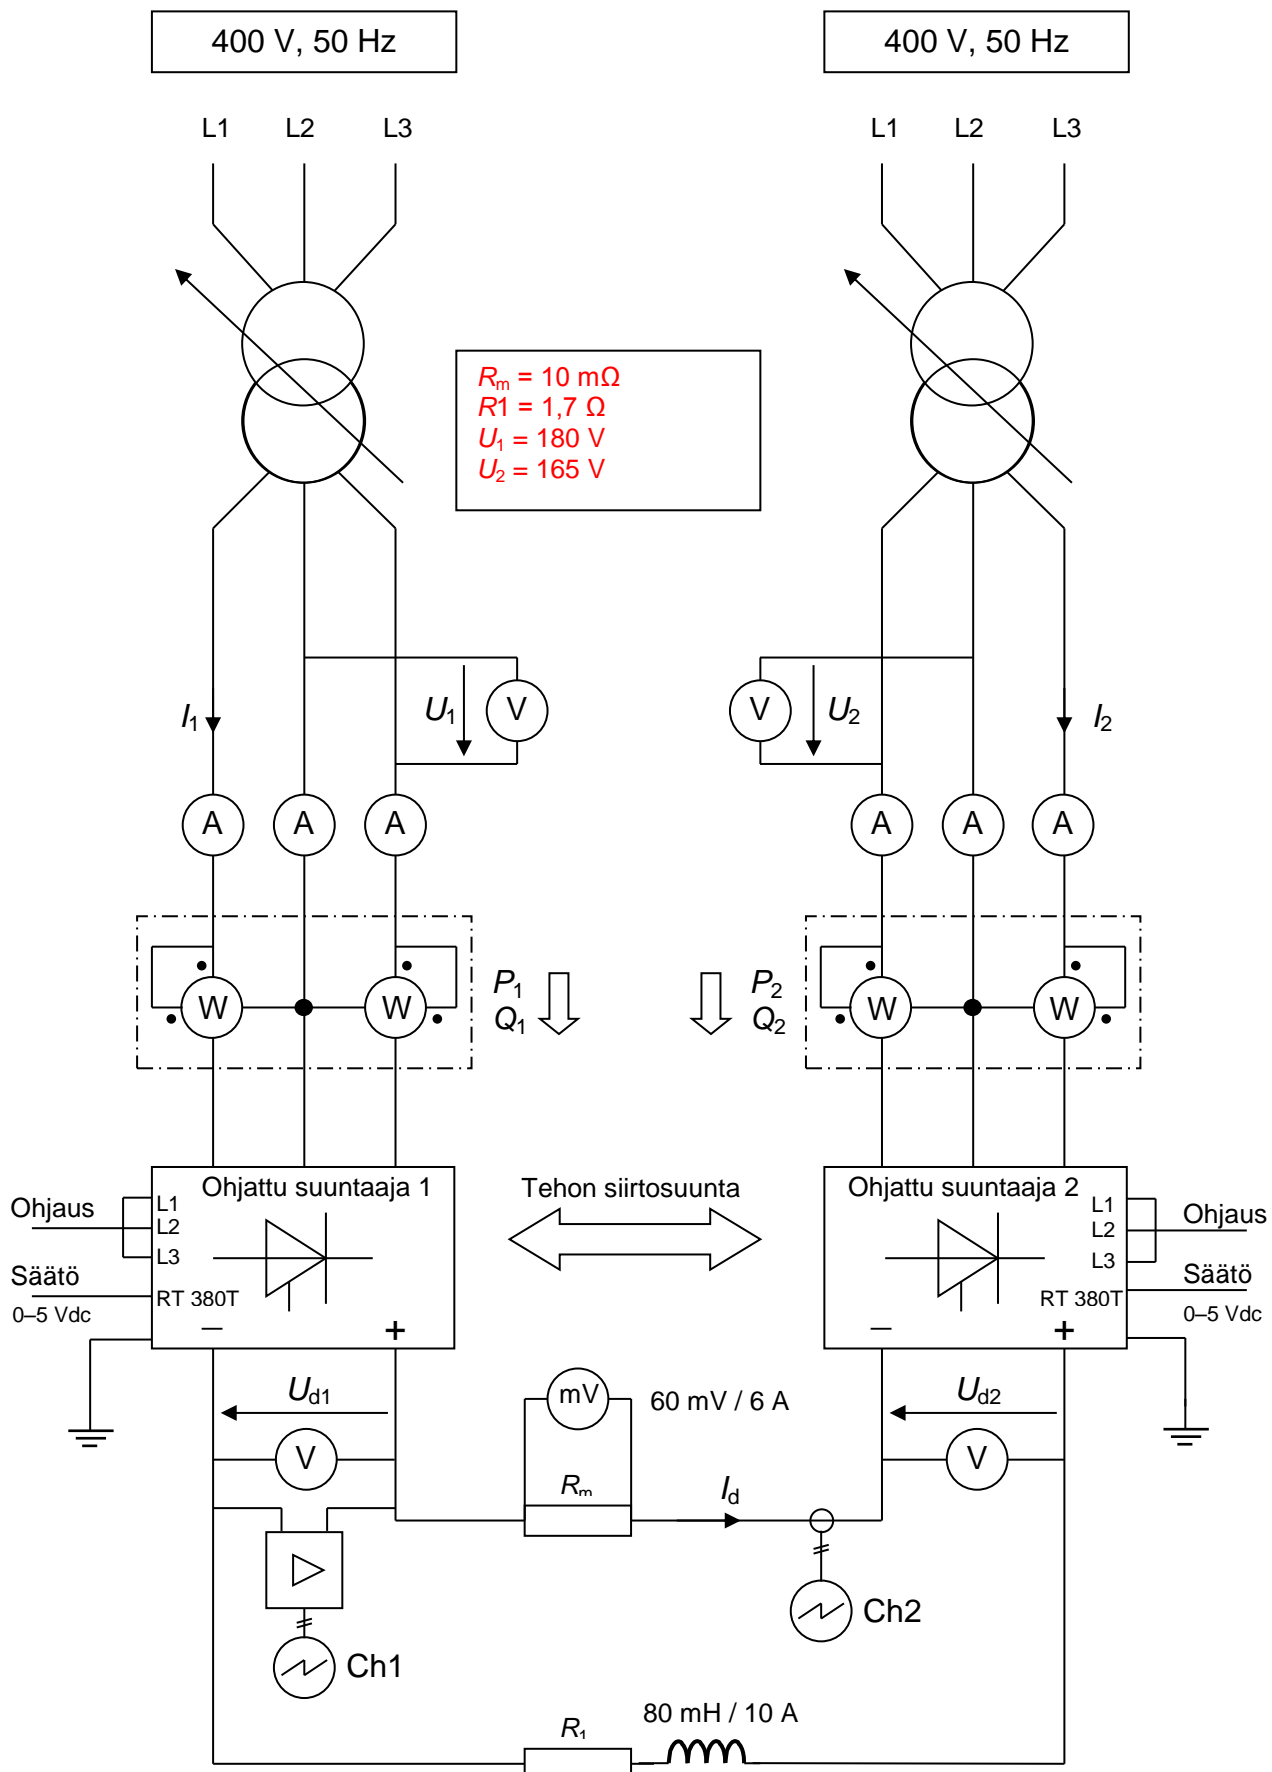 400 V, 50 Hz
400 V, 50 Hz
L1 L2 L3
L1 L2 L3
Rm = 10 mΩ
R1 = 1,7 Ω
U1 = 180 V
U2 = 165 V
I1
U1
V
V
U2
I2
A A A
A A A
W W
P1
Q1
P2
Q2
W W
Ohjattu suuntaaja 1
Tehon siirtosuunta
Ohjattu suuntaaja 2
Ohjaus
L1
L2
L3
L1
L2
L3
Ohjaus
Säätö
RT 380T
0–5 Vdc
RT 380T
Säätö
0–5 Vdc
– +
– +
Ud1
mV
60 mV / 6 A
Ud2
V
V
Rm
Id
Ch1
Ch2
R1
80 mH / 10 A